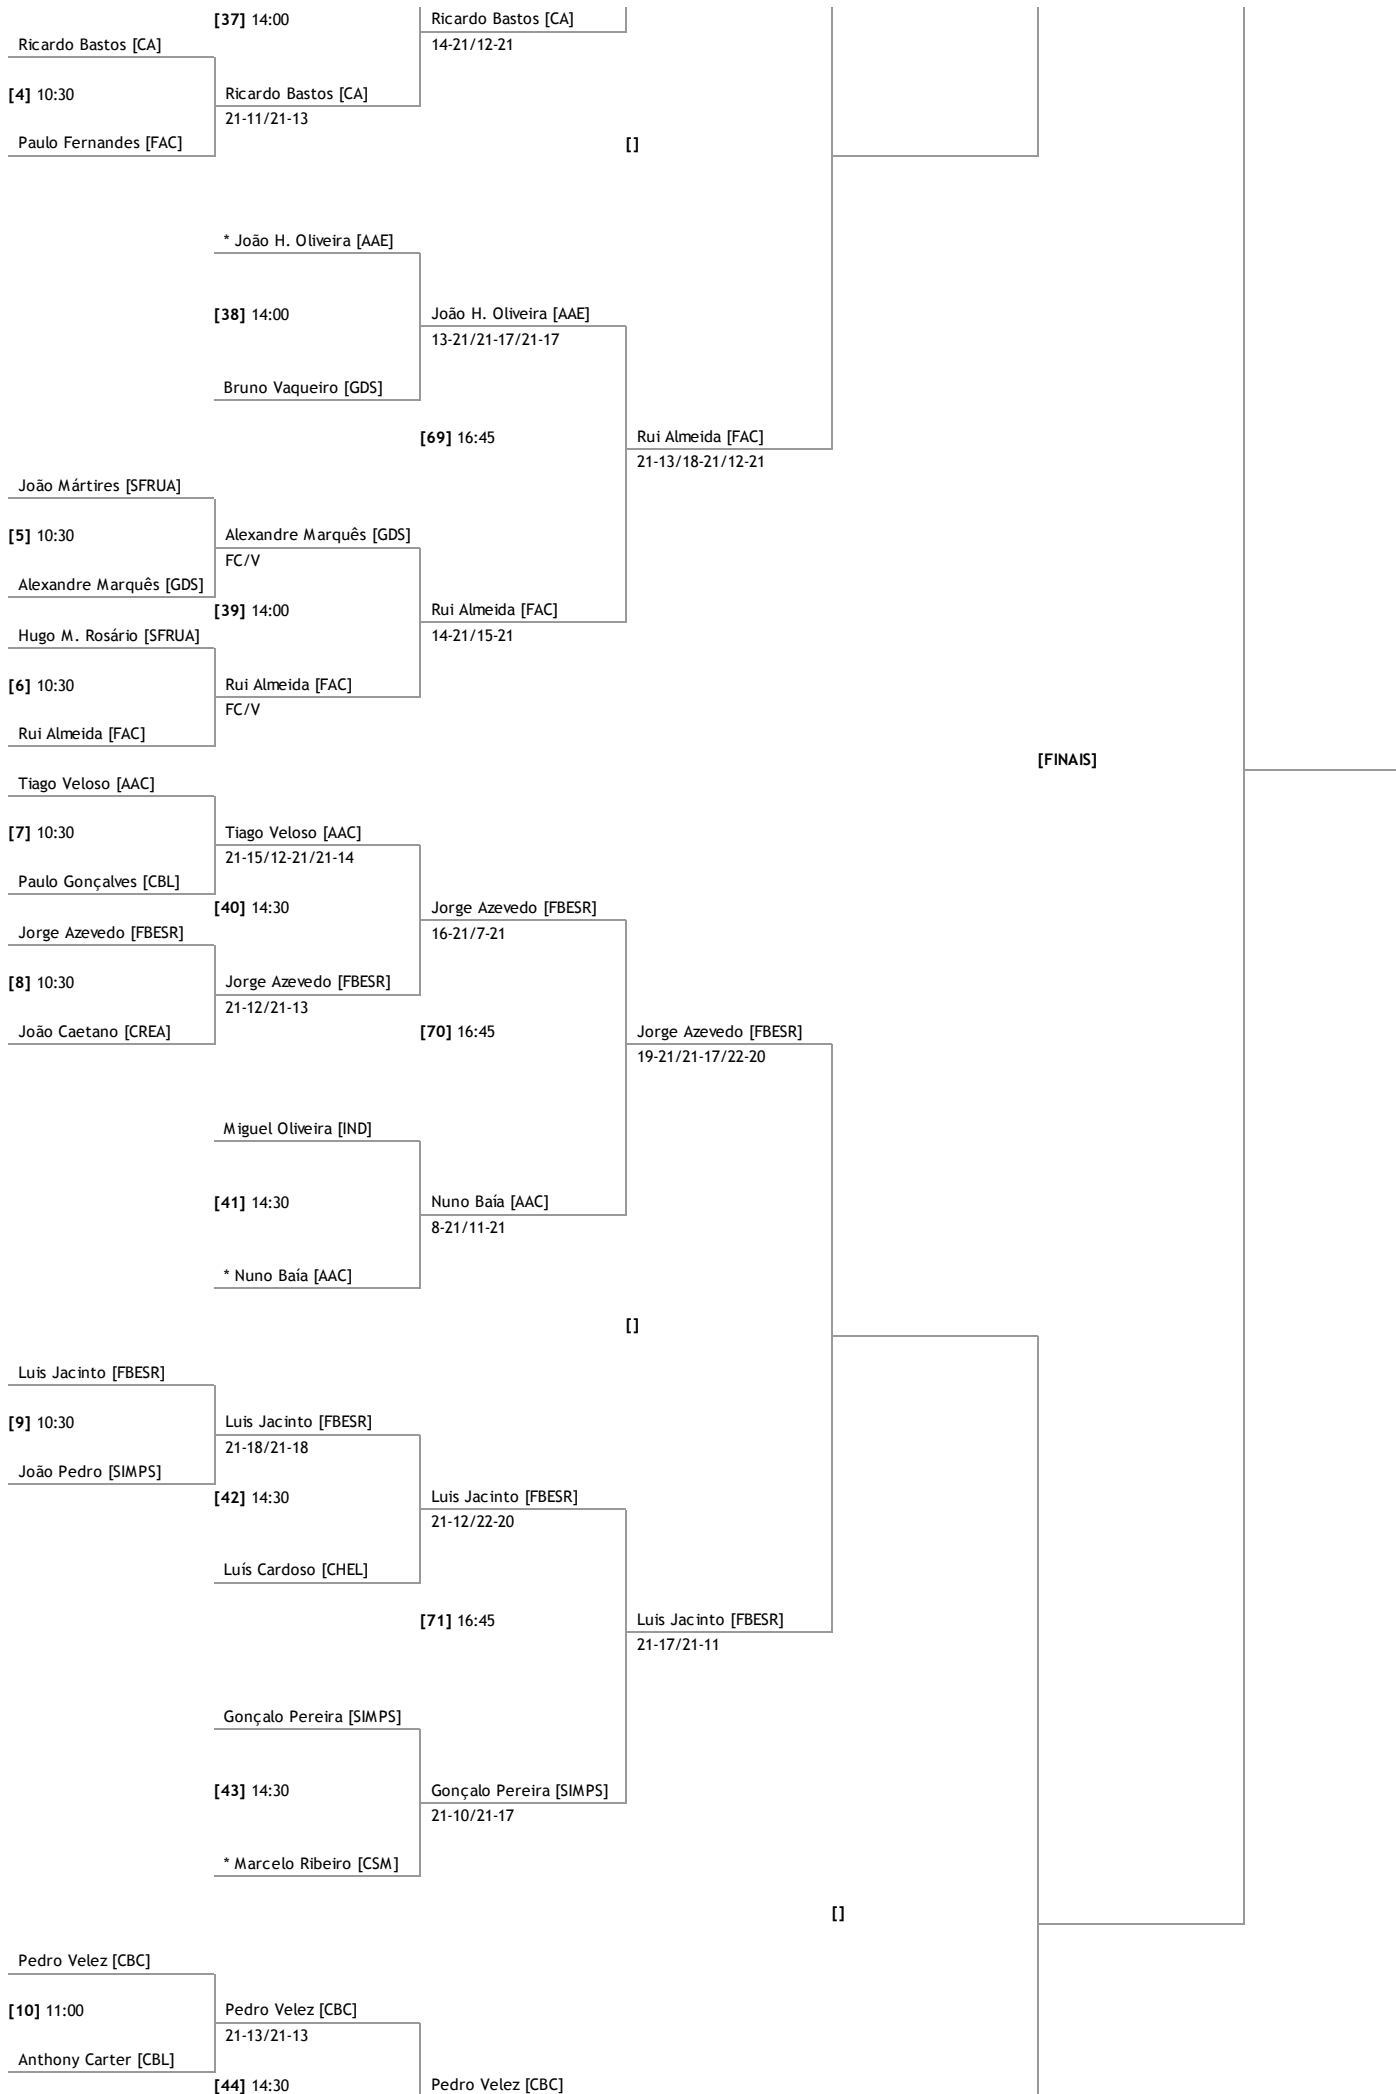 [37] 14:00
Ricardo Bastos [CA]
14-21/12-21
Ricardo Bastos [CA]
[4] 10:30
Ricardo Bastos [CA]
21-11/21-13
Paulo Fernandes [FAC]
[]
* João H. Oliveira [AAE]
[38] 14:00
João H. Oliveira [AAE]
13-21/21-17/21-17
Bruno Vaqueiro [GDS]
[69] 16:45
Rui Almeida [FAC]
21-13/18-21/12-21
João Mártires [SFRUA]
[5] 10:30
Alexandre Marquês [GDS]
FC/V
Alexandre Marquês [GDS]
[39] 14:00
Rui Almeida [FAC]
14-21/15-21
Hugo M. Rosário [SFRUA]
[6] 10:30
Rui Almeida [FAC]
FC/V
Rui Almeida [FAC]
[FINAIS]
Tiago Veloso [AAC]
[7] 10:30
Tiago Veloso [AAC]
21-15/12-21/21-14
Paulo Gonçalves [CBL]
[40] 14:30
Jorge Azevedo [FBESR]
16-21/7-21
Jorge Azevedo [FBESR]
[8] 10:30
Jorge Azevedo [FBESR]
21-12/21-13
João Caetano [CREA]
[70] 16:45
Jorge Azevedo [FBESR]
19-21/21-17/22-20
Miguel Oliveira [IND]
[41] 14:30
Nuno Baía [AAC]
8-21/11-21
* Nuno Baía [AAC]
[]
Luis Jacinto [FBESR]
[9] 10:30
Luis Jacinto [FBESR]
21-18/21-18
João Pedro [SIMPS]
[42] 14:30
Luis Jacinto [FBESR]
21-12/22-20
Luís Cardoso [CHEL]
[71] 16:45
Luis Jacinto [FBESR]
21-17/21-11
Gonçalo Pereira [SIMPS]
[43] 14:30
Gonçalo Pereira [SIMPS]
21-10/21-17
* Marcelo Ribeiro [CSM]
[]
Pedro Velez [CBC]
[10] 11:00
Pedro Velez [CBC]
21-13/21-13
Anthony Carter [CBL]
[44] 14:30
Pedro Velez [CBC]